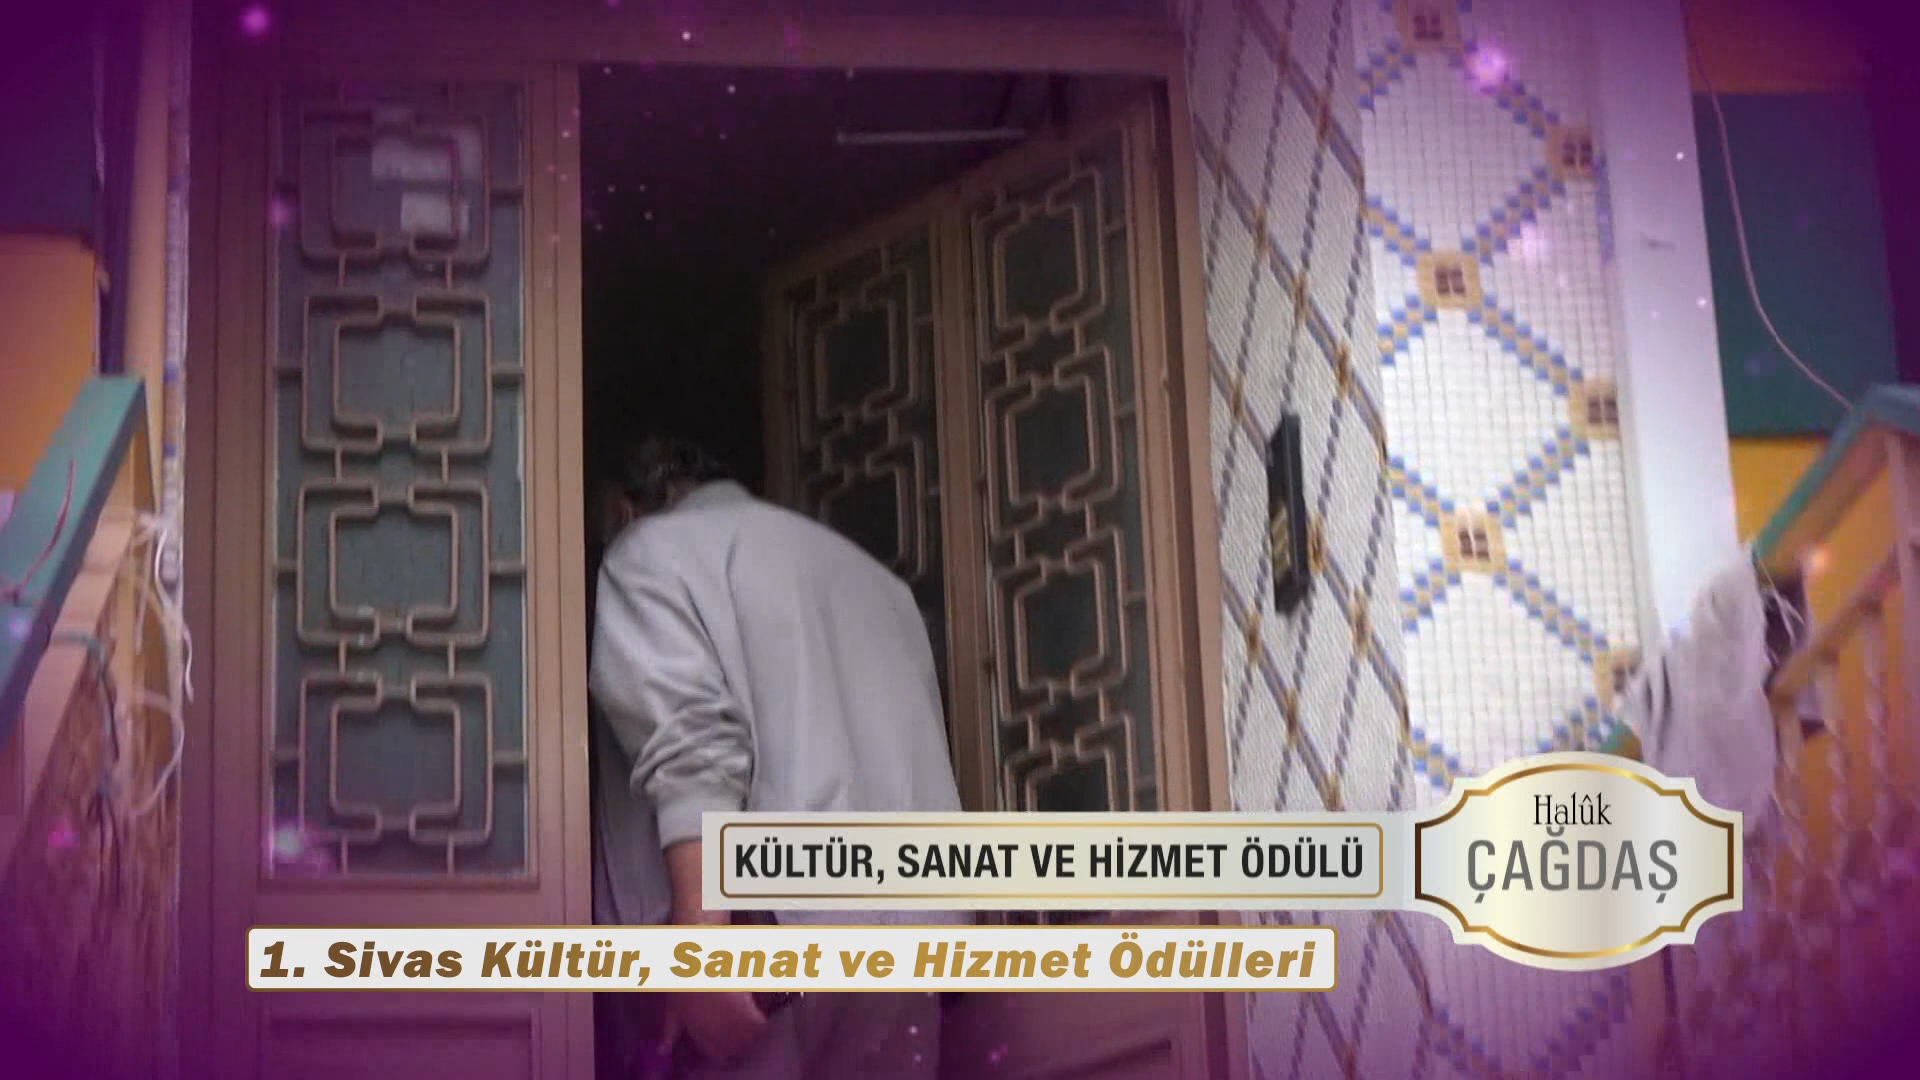 Halûk
ÇAĞDAŞ
KÜLTÜR, SANAT VE HİZMET ÖDÜLÜ
1. Sivas Kültür, Sanat ve Hizmet Ödülleri